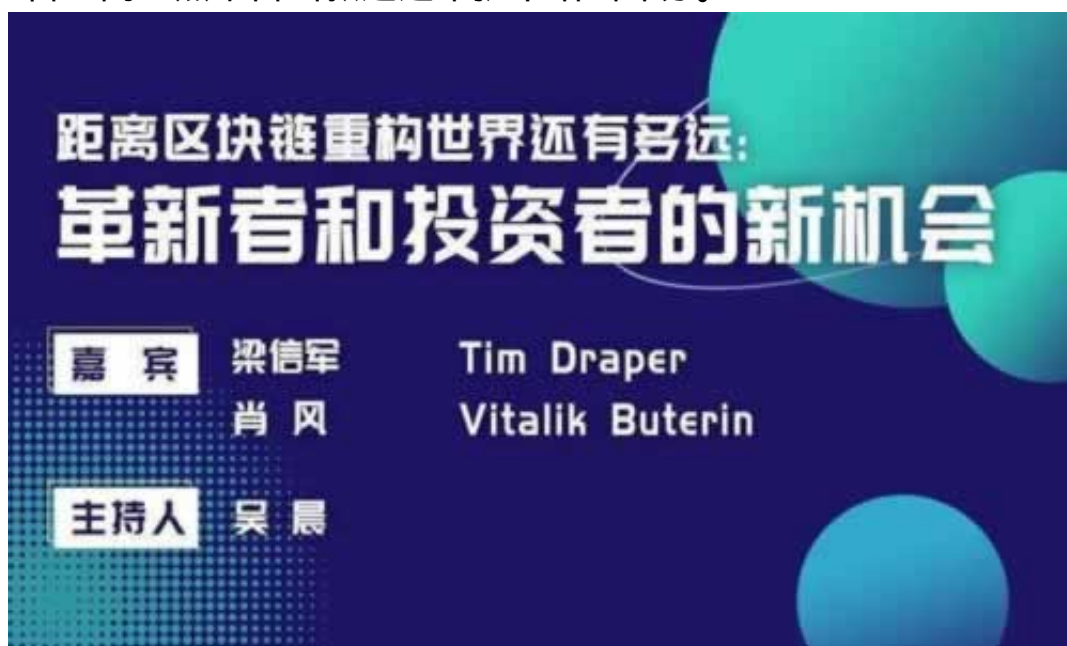 距离区块链重构世界还有多远:
革新者和投资者的新机会
嘉 宾 梁信军 Tim Draper
肖 风 Vitalik Buterin
主持人 吴 晨